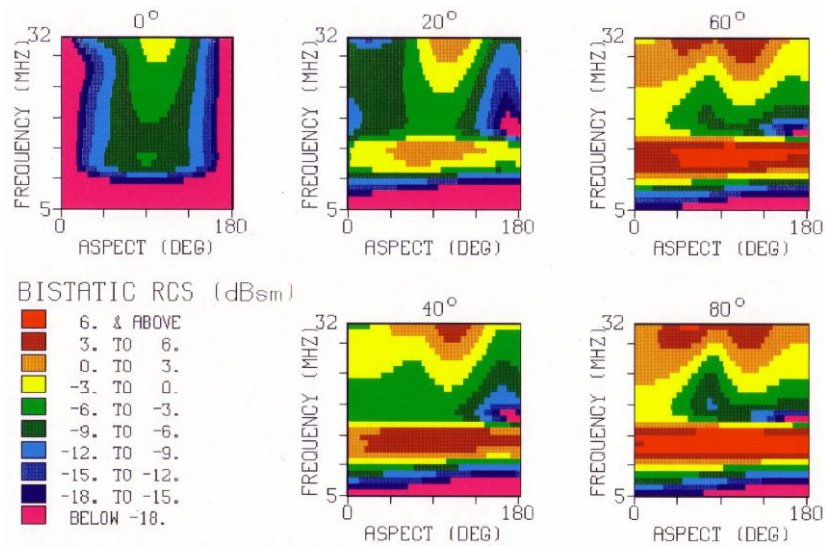 0°
32
FREQUENCY (MHZ)
5
0
180
ASPECT (DEG)
20°
32
FREQUENCY (MHZ)
5
0
180
ASPECT (DEG)
60°
32
FREQUENCY (MHZ)
5
0
180
ASPECT (DEG)
BISTATIC RCS (dBsm)
6. & ABOVE
3. TO 6.
0. TO 3.
-3. TO 0.
-6. TO -3.
-9. TO -6.
-12. TO -9.
-15. TO -12.
-18. TO -15.
BELOW -18.
40°
32
FREQUENCY (MHZ)
5
0
180
ASPECT (DEG)
80°
32
FREQUENCY (MHZ)
5
0
180
ASPECT (DEG)